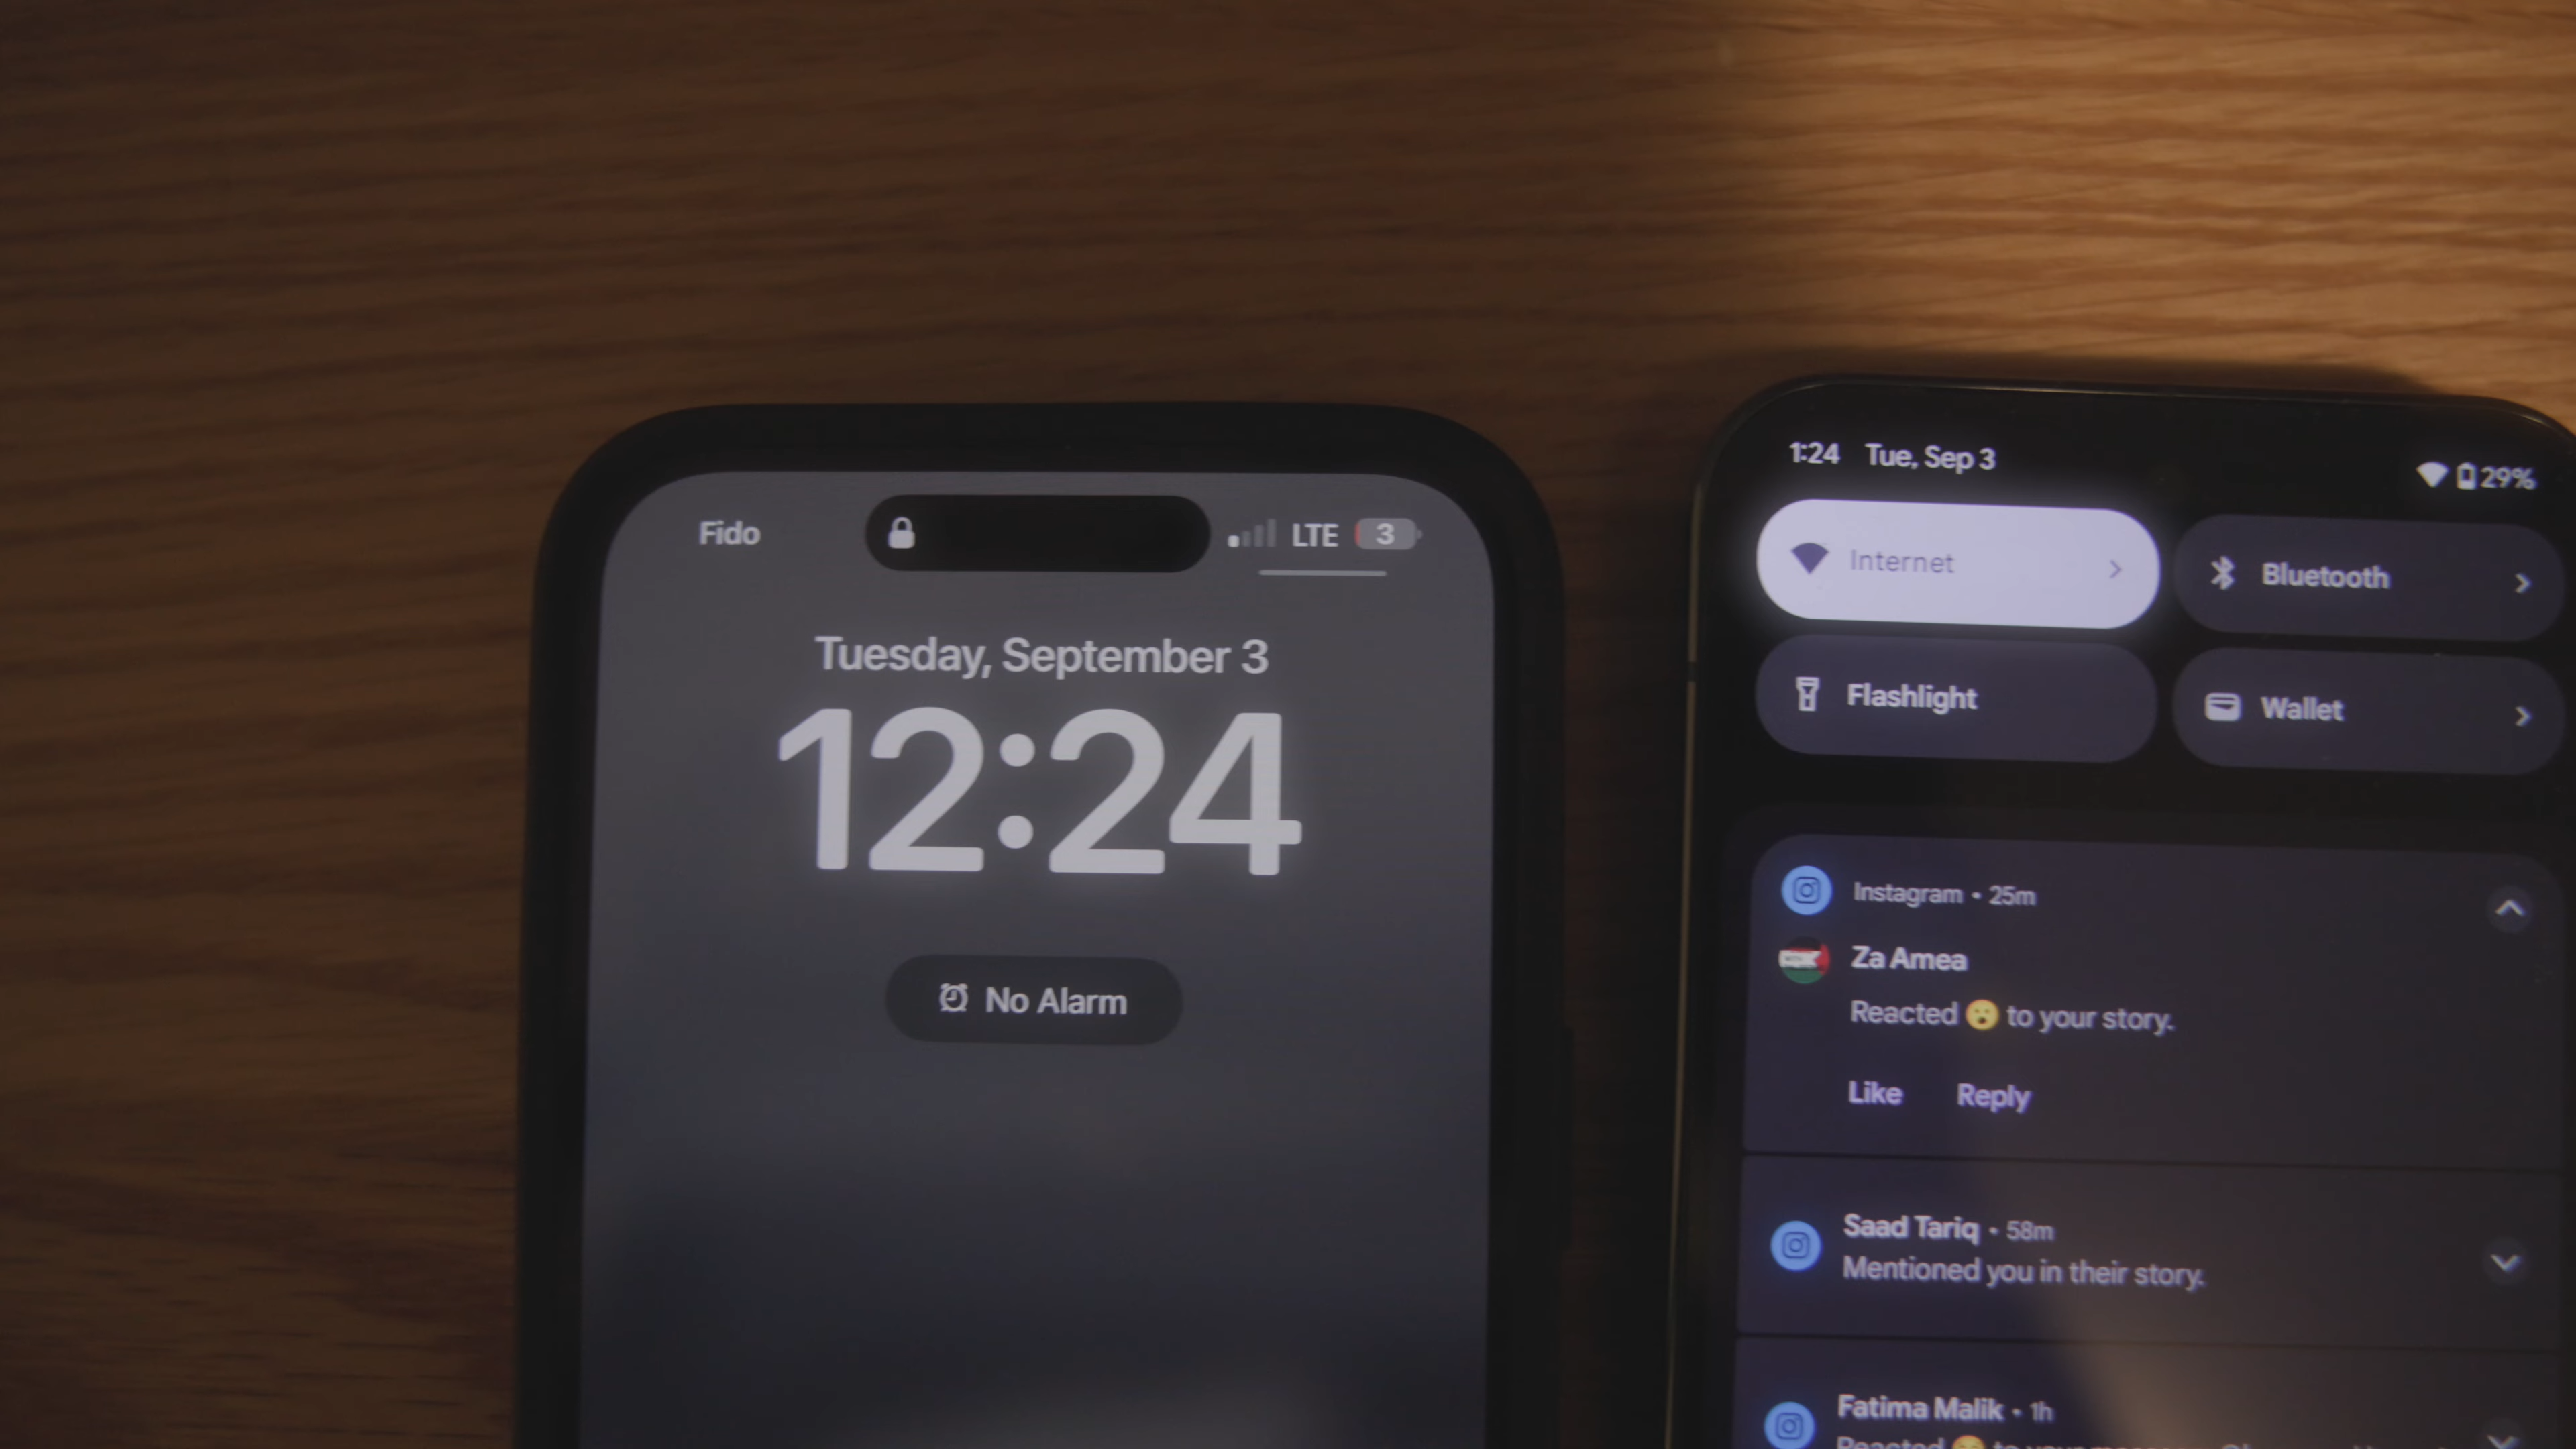 Fido
LTE 3
Tuesday, September 3
12:24
No Alarm
1:24 Tue, Sep 3
29%
Internet
Bluetooth
Flashlight
Wallet
Instagram • 25m
Za Amea
Reacted 😮 to your story.
Like Reply
Saad Tariq • 58m
Mentioned you in their story.
Fatima Malik • 1h
Reacted